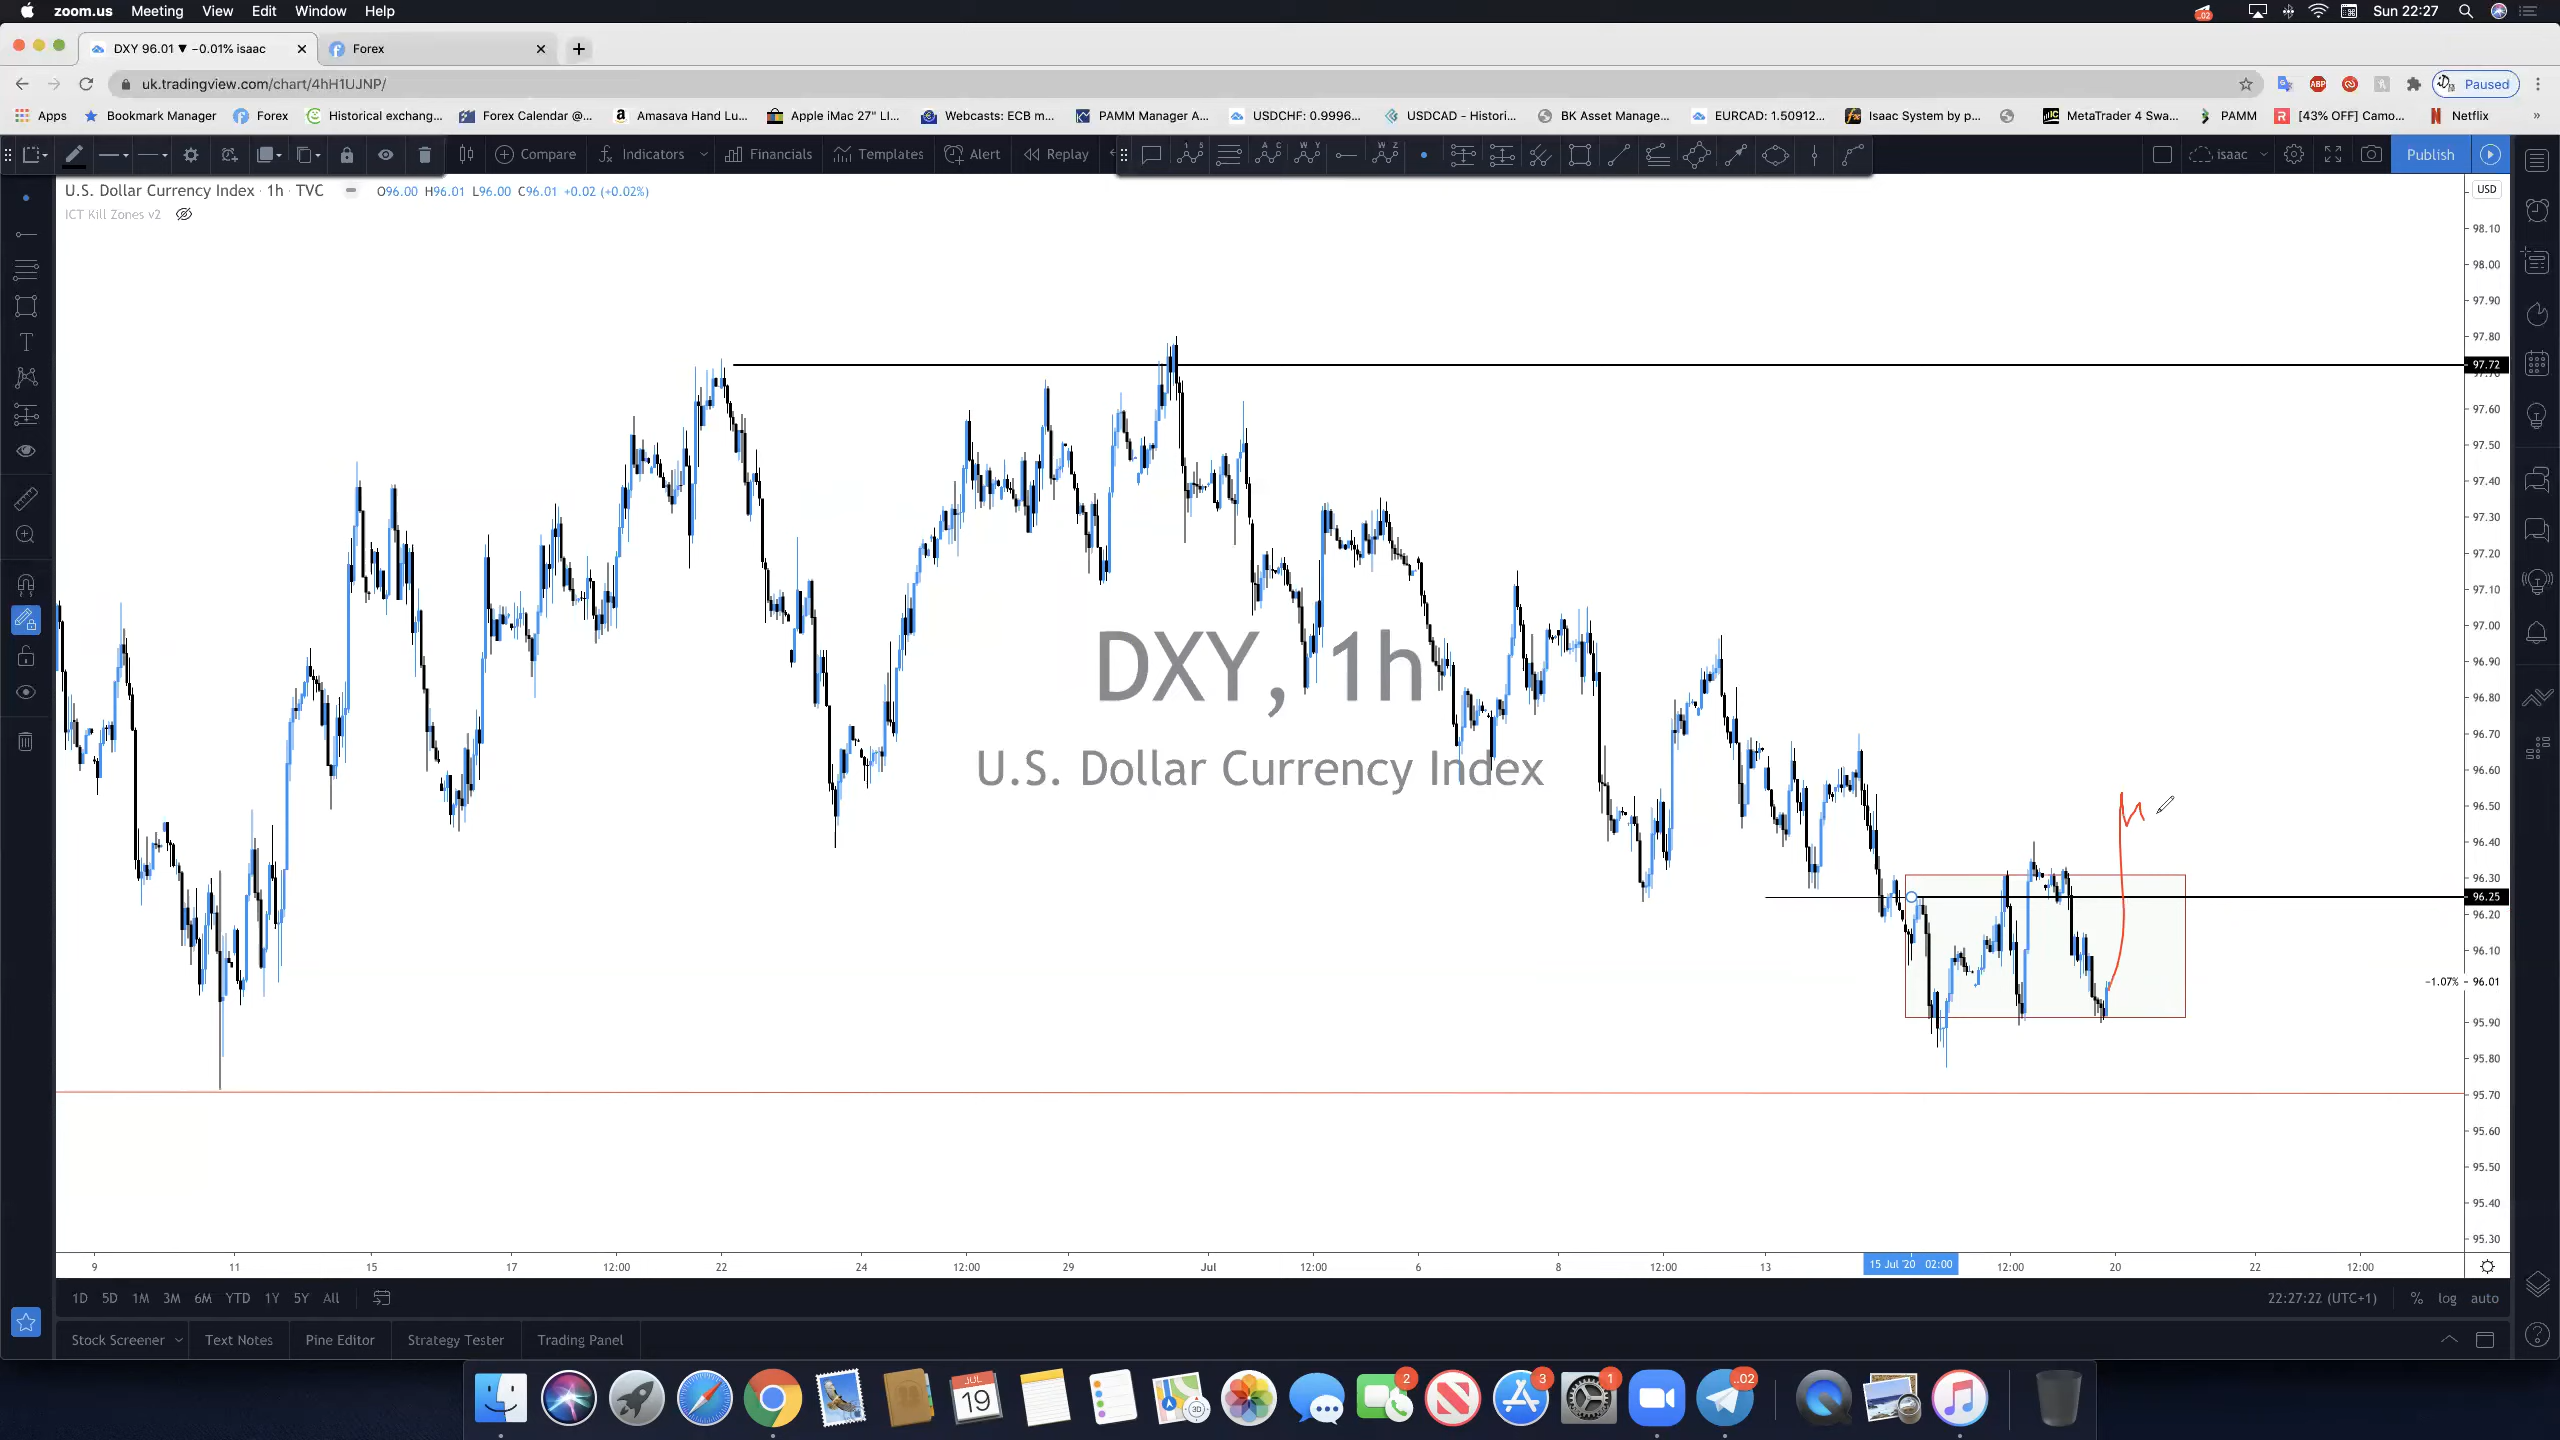 zoom.us Meeting View Edit Window Help
02 Sun 22:27
DXY 96.01 ▼ −0.01% isaac Forex
uk.tradingview.com/chart/4hH1UJNP/ Paused
Apps Bookmark Manager Forex Historical exchang... Forex Calendar @... Amasava Hand Lu... Apple iMac 27" LI... Webcasts: ECB m... PAMM Manager A... USDCHF: 0.9996... USDCAD - Histori... BK Asset Manage... EURCAD: 1.50912... Isaac System by p... MetaTrader 4 Swa... PAMM [43% OFF] Camo... Netflix »
Compare Indicators Financials Templates Alert Replay isaac Publish
U.S. Dollar Currency Index · 1h · TVC O96.00 H96.01 L96.00 C96.01 +0.02 (+0.02%)
USD
ICT Kill Zones v2
98.10
98.00
97.90
97.80
97.72
97.60
97.50
97.40
97.30
97.20
97.10
97.00
96.90
96.80
96.70
96.60
96.50
96.40
96.30
96.25
96.20
96.10
−1.07% 96.01
95.90
95.80
95.70
95.60
95.50
95.40
95.30
DXY, 1h
U.S. Dollar Currency Index
9 11 15 17 12:00 22 24 12:00 29 Jul 12:00 6 8 12:00 13 15 Jul '20 02:00 12:00 20 22 12:00
1D 5D 1M 3M 6M YTD 1Y 5Y All 22:27:22 (UTC+1) % log auto
Stock Screener Text Notes Pine Editor Strategy Tester Trading Panel
JUL
19
3D
2
3
1
..02